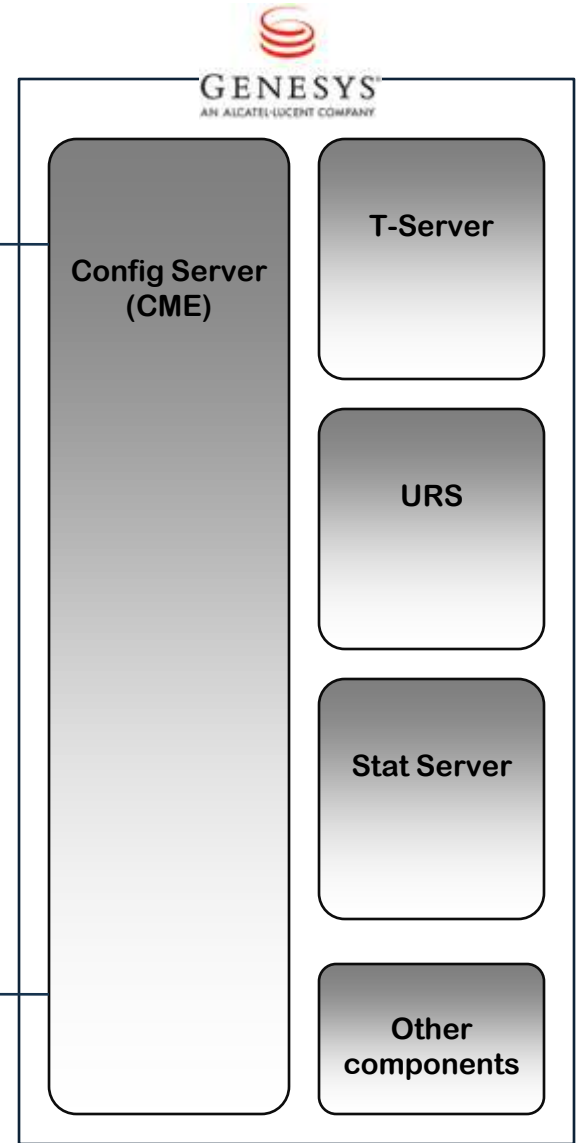 GENESYS
AN ALCATEL-LUCENT COMPANY
Config Server
(CME)
T-Server
URS
Stat Server
Other
components